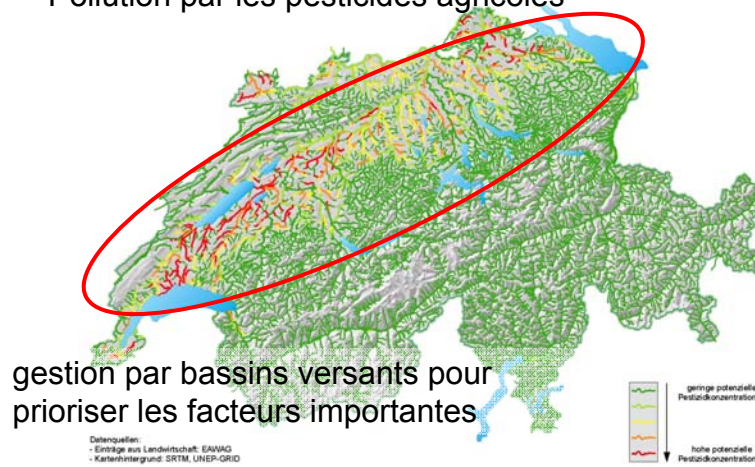 Pollution par les pesticides agricoles
gestion par bassins versants pour
prioriser les facteurs importantes
Datenquellen:
- Einträge aus Landwirtschaft: EAWAG
- Kartenhintergrund: SRTM, UNEP-GRID
geringe potenzielle
Pestizidkonzentration
hohe potenzielle
Pestizidkonzentration